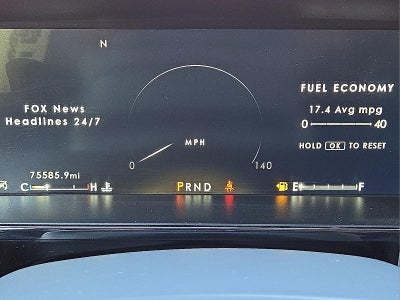 N
FOX News
Headlines 24/7
FUEL ECONOMY
17.4 Avg mpg
0 40
HOLD OK TO RESET
MPH
0 140
75585.9mi
C H
PRND
E F